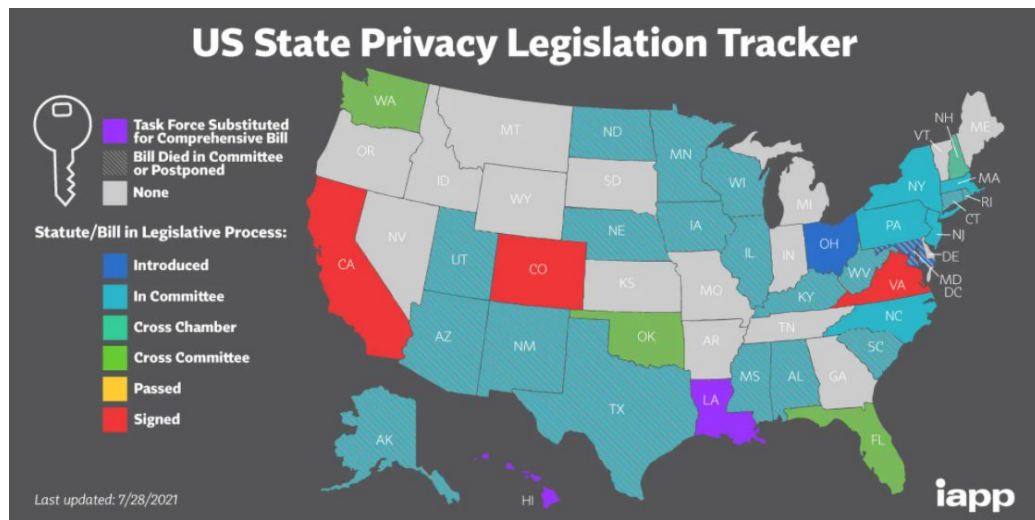 US State Privacy Legislation Tracker
Task Force Substituted
for Comprehensive Bill
Bill Died in Committee
or Postponed
None
Statute/Bill in Legislative Process:
Introduced
In Committee
Cross Chamber
Cross Committee
Passed
Signed
Last updated: 7/28/2021
WA
OR
CA
ID
NV
MT
WY
UT
AZ
CO
NM
ND
SD
NE
KS
OK
TX
MN
IA
MO
AR
LA
WI
IL
MS
MI
IN
KY
TN
AL
OH
WV
GA
FL
SC
NC
VA
PA
NY
VT
NH
ME
MA
RI
CT
NJ
DE
MD
DC
AK
HI
iapp